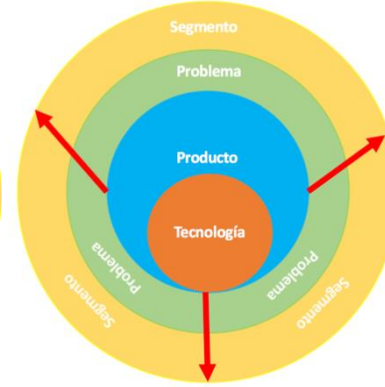 Segmento
Problema
Producto
Tecnología
Problema
Problema
Segmento
Segmento